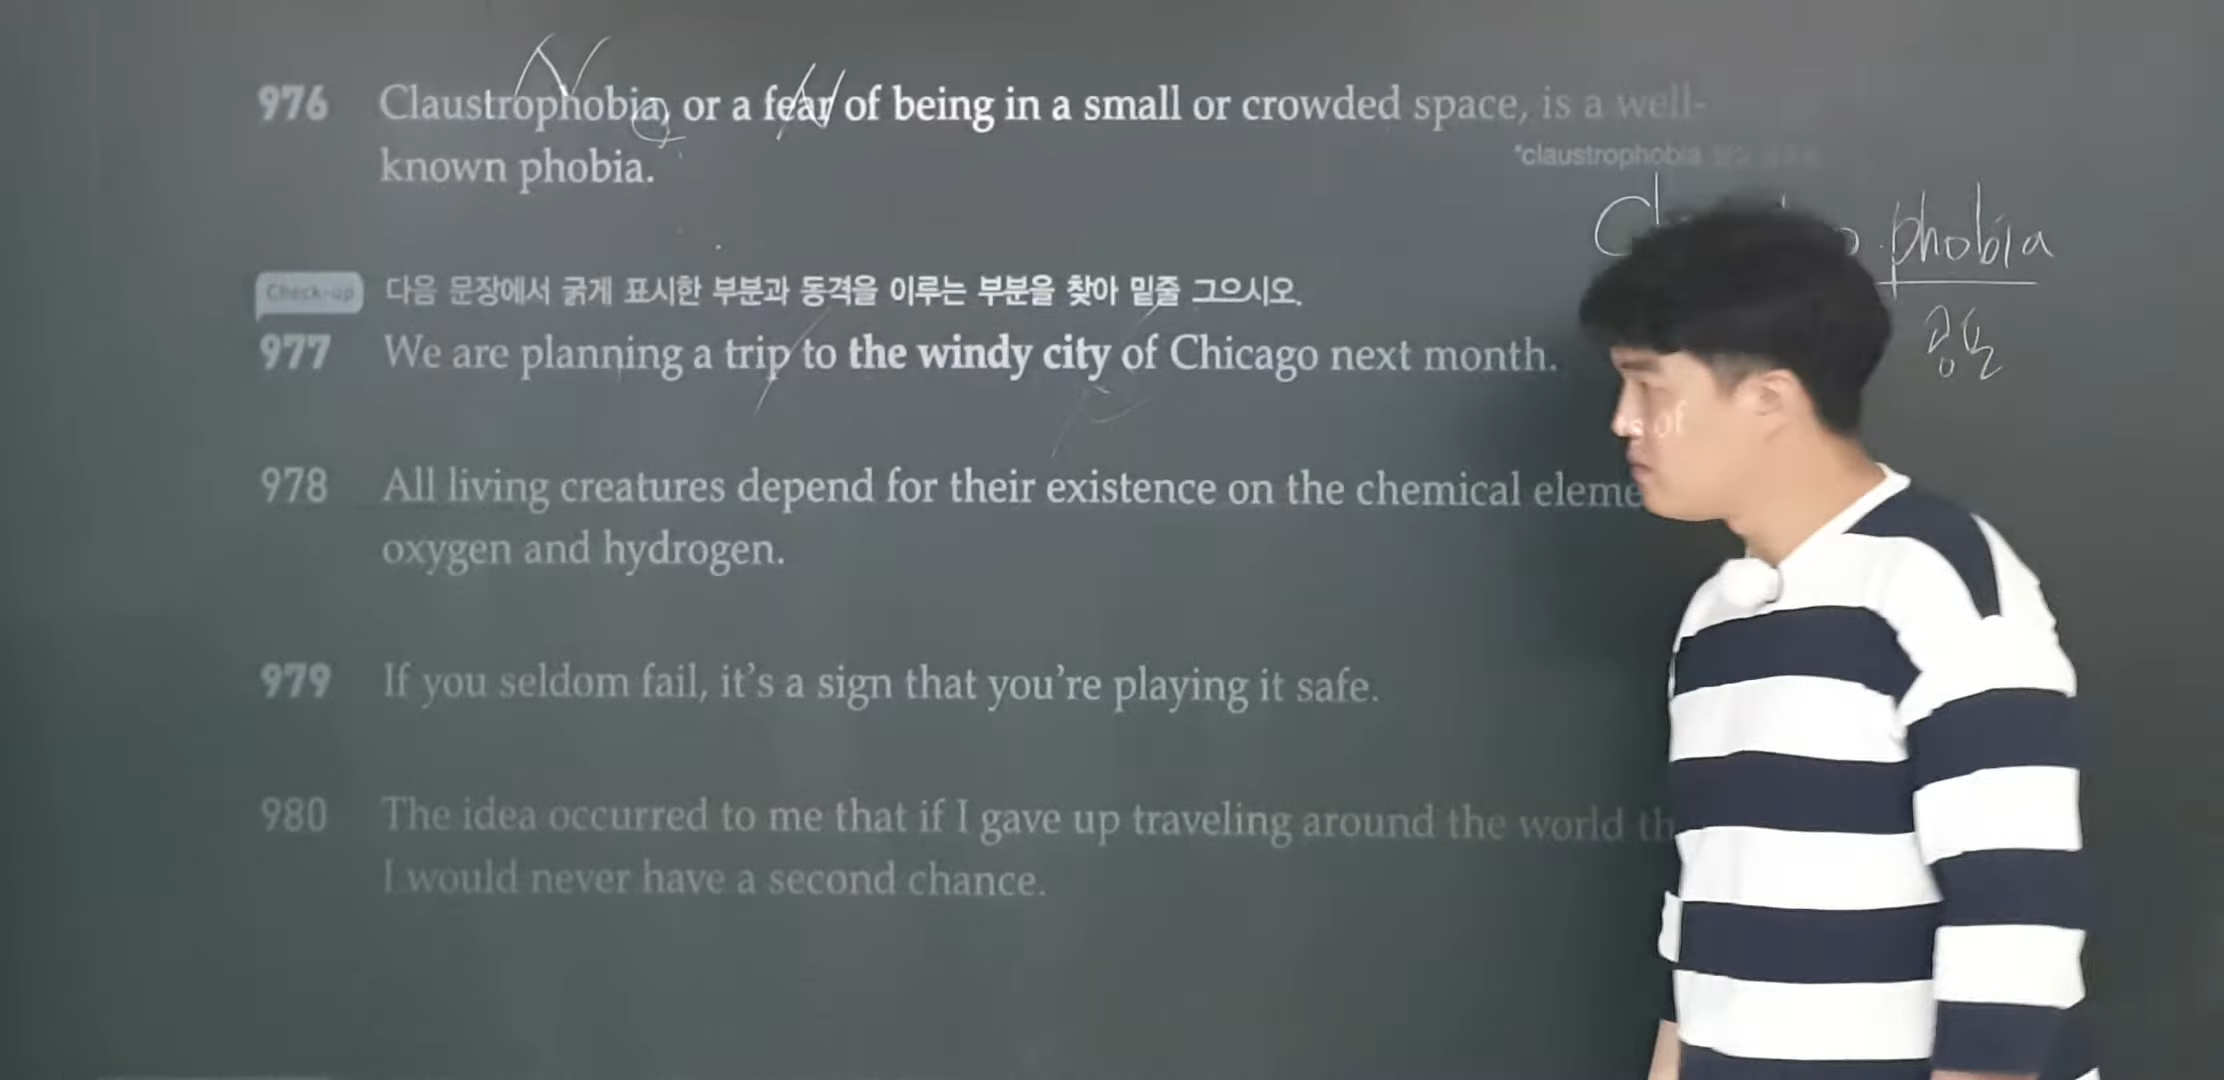 976 Claustrophobia, or a fear of being in a small or crowded space, is a well-
known phobia.
*claustrophobia
phobia
공포
Check-up 다음 문장에서 굵게 표시한 부분과 동격을 이루는 부분을 찾아 밑줄 그으시오.
977 We are planning a trip to the windy city of Chicago next month.
978 All living creatures depend for their existence on the chemical eleme
oxygen and hydrogen.
979 If you seldom fail, it's a sign that you're playing it safe.
980 The idea occurred to me that if I gave up traveling around the world th
I would never have a second chance.